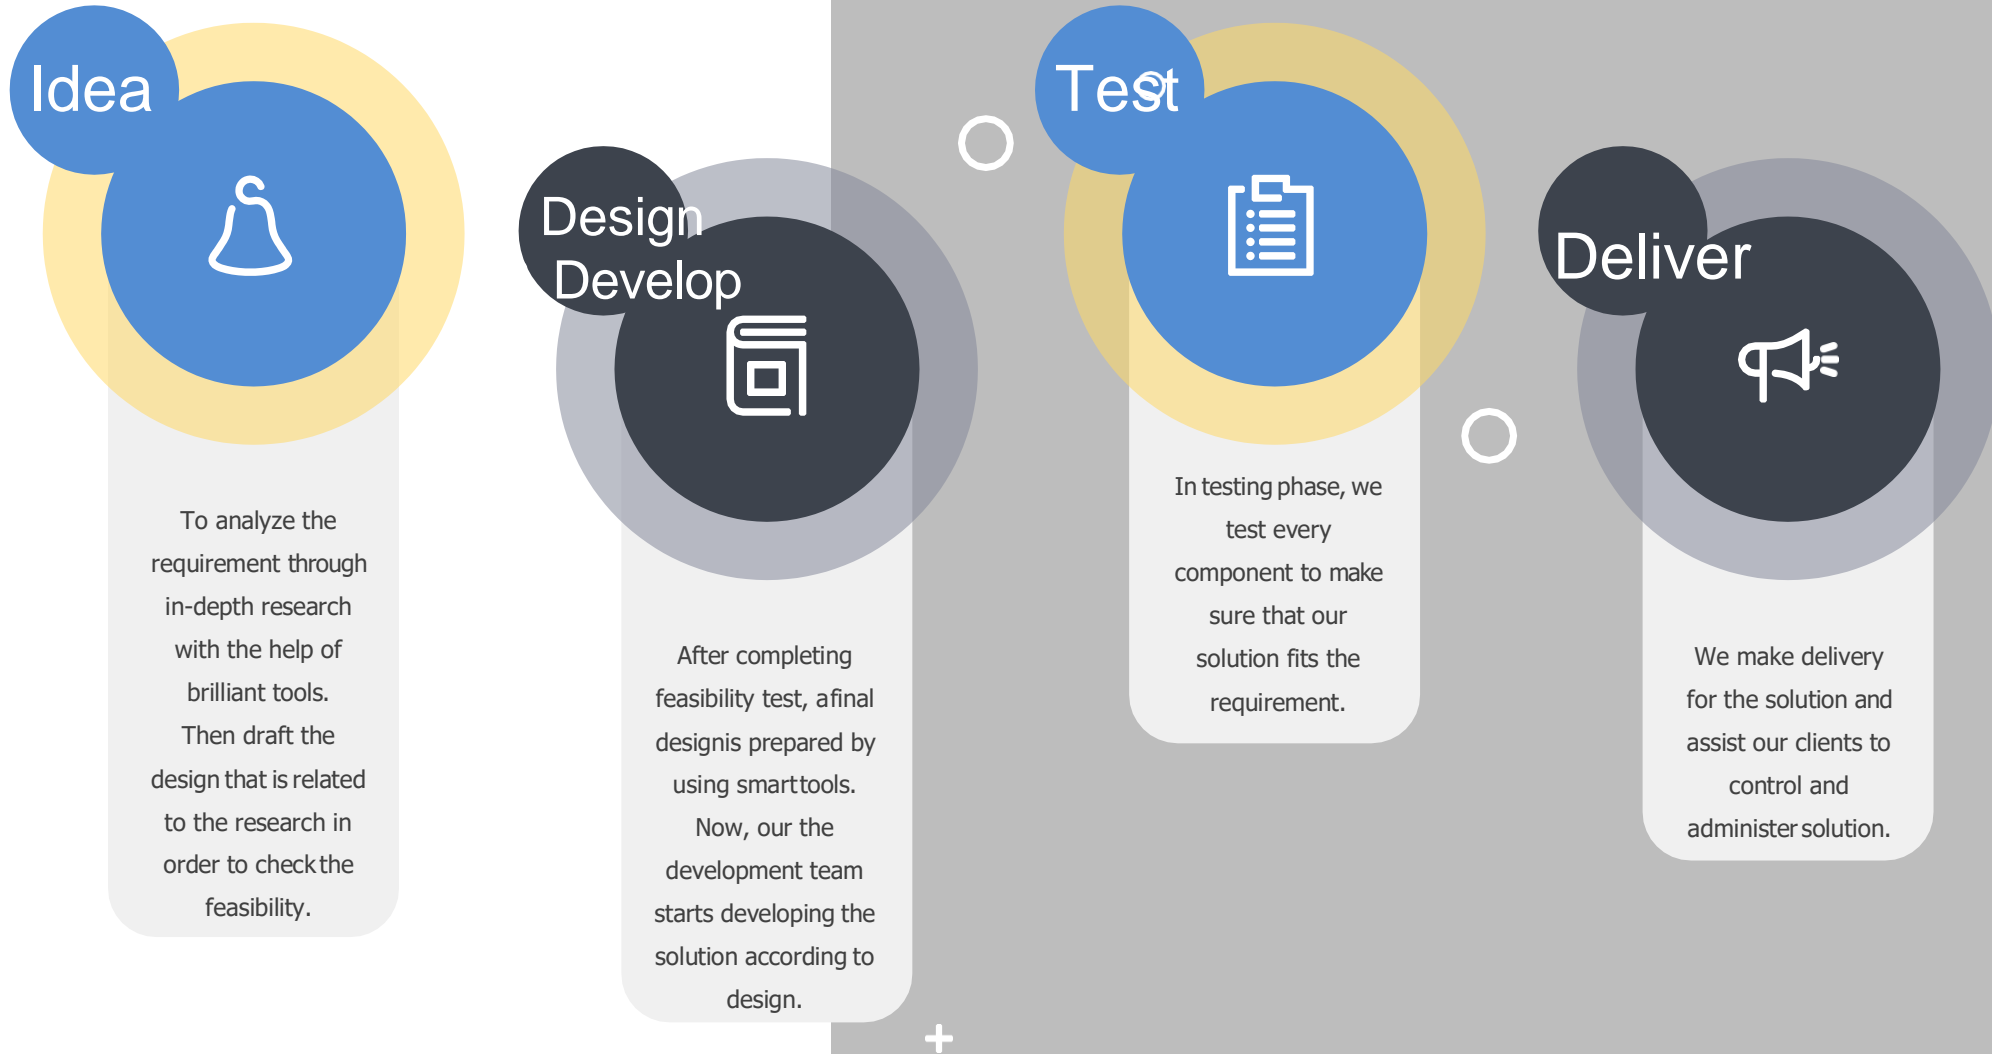 Idea
To analyze the
requirement through
in-depth research
with the help of
brilliant tools.
Then draft the
design that is related
to the research in
order to check the
feasibility.
Design
Develop
After completing
feasibility test, afinal
designis prepared by
using smarttools.
Now, our the
development team
starts developing the
solution according to
design.
Test
In testing phase, we
test every
component to make
sure that our
solution fits the
requirement.
Deliver
We make delivery
for the solution and
assist our clients to
control and
administer solution.